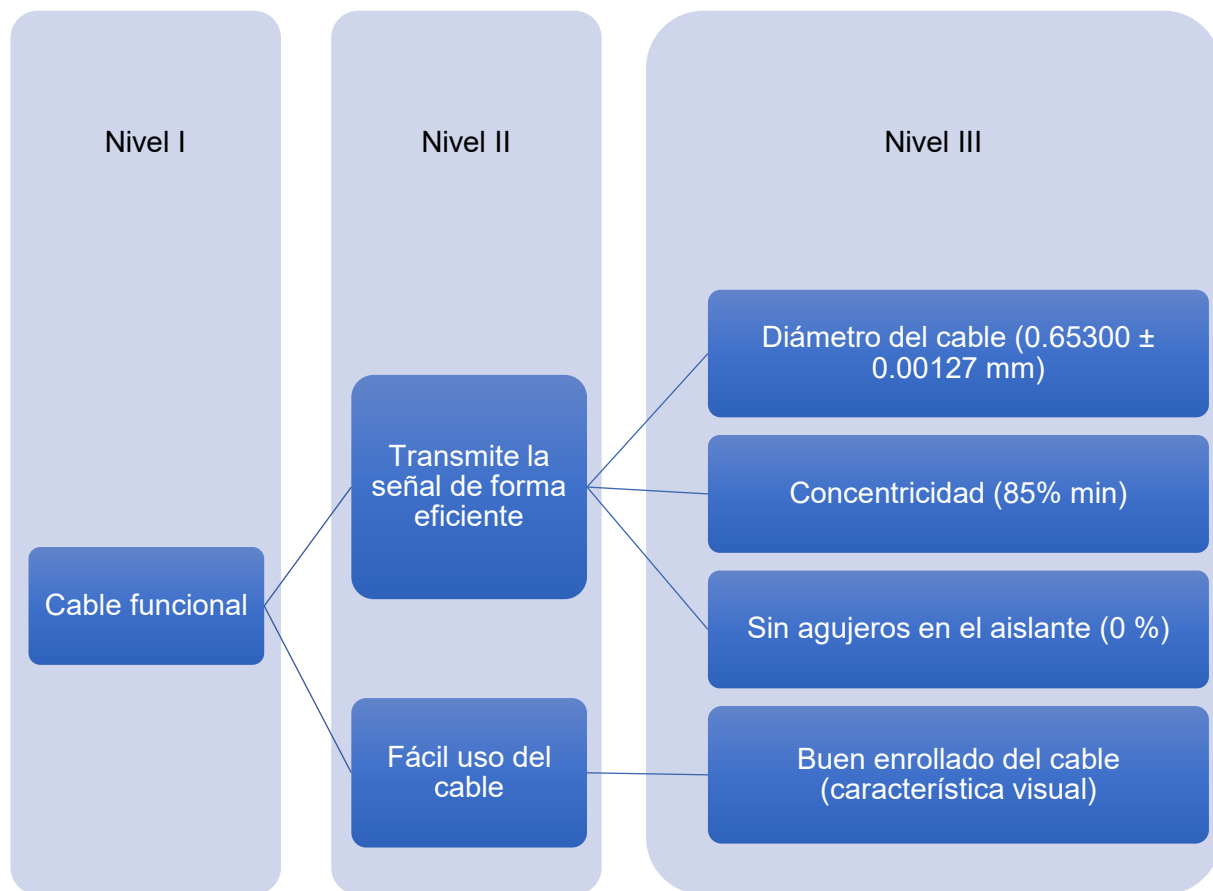 Nivel I
Nivel II
Nivel III
Cable funcional
Transmite la
señal de forma
eficiente
Fácil uso del
cable
Diámetro del cable (0.65300 ±
0.00127 mm)
Concentricidad (85% min)
Sin agujeros en el aislante (0 %)
Buen enrollado del cable
(característica visual)